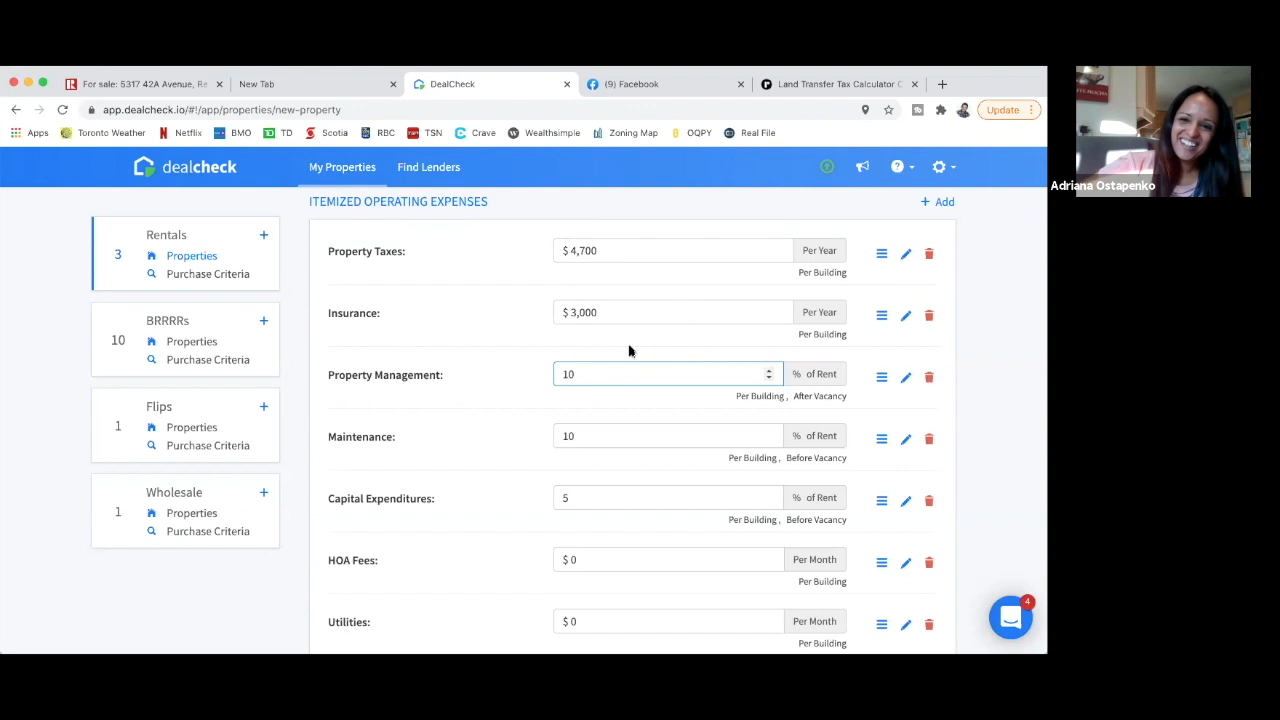 For sale: 5317 42A Avenue, Re
New Tab
DealCheck
(9) Facebook
Land Transfer Tax Calculator C
app.dealcheck.io/#!/app/properties/new-property
Update
Apps
Toronto Weather
Netflix
BMO
TD
Scotia
RBC
TSN
Crave
Wealthsimple
Zoning Map
OQPY
Real File
dealcheck
My Properties
Find Lenders
Adriana Ostapenko
Rentals
3
Properties
Purchase Criteria
BRRRRs
10
Properties
Purchase Criteria
Flips
1
Properties
Purchase Criteria
Wholesale
1
Properties
Purchase Criteria
ITEMIZED OPERATING EXPENSES
+ Add
Property Taxes: $ 4,700 Per Year
Per Building
Insurance: $ 3,000 Per Year
Per Building
Property Management: 10 % of Rent
Per Building , After Vacancy
Maintenance: 10 % of Rent
Per Building , Before Vacancy
Capital Expenditures: 5 % of Rent
Per Building , Before Vacancy
HOA Fees: $ 0 Per Month
Per Building
Utilities: $ 0 Per Month
Per Building
4